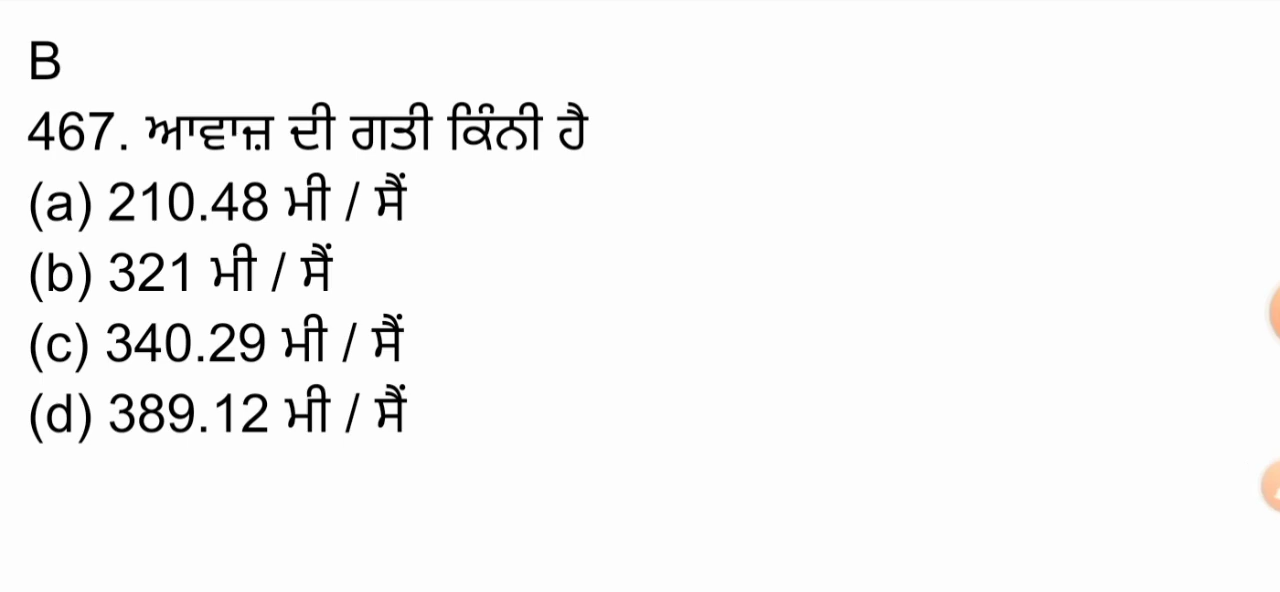 B
467. ਆਵਾਜ਼ ਦੀ ਗਤੀ ਕਿੰਨੀ ਹੈ
(a) 210.48 ਮੀ / ਸੈਂ
(b) 321 ਮੀ / ਸੈਂ
(c) 340.29 ਮੀ / ਸੈਂ
(d) 389.12 ਮੀ / ਸੈਂ